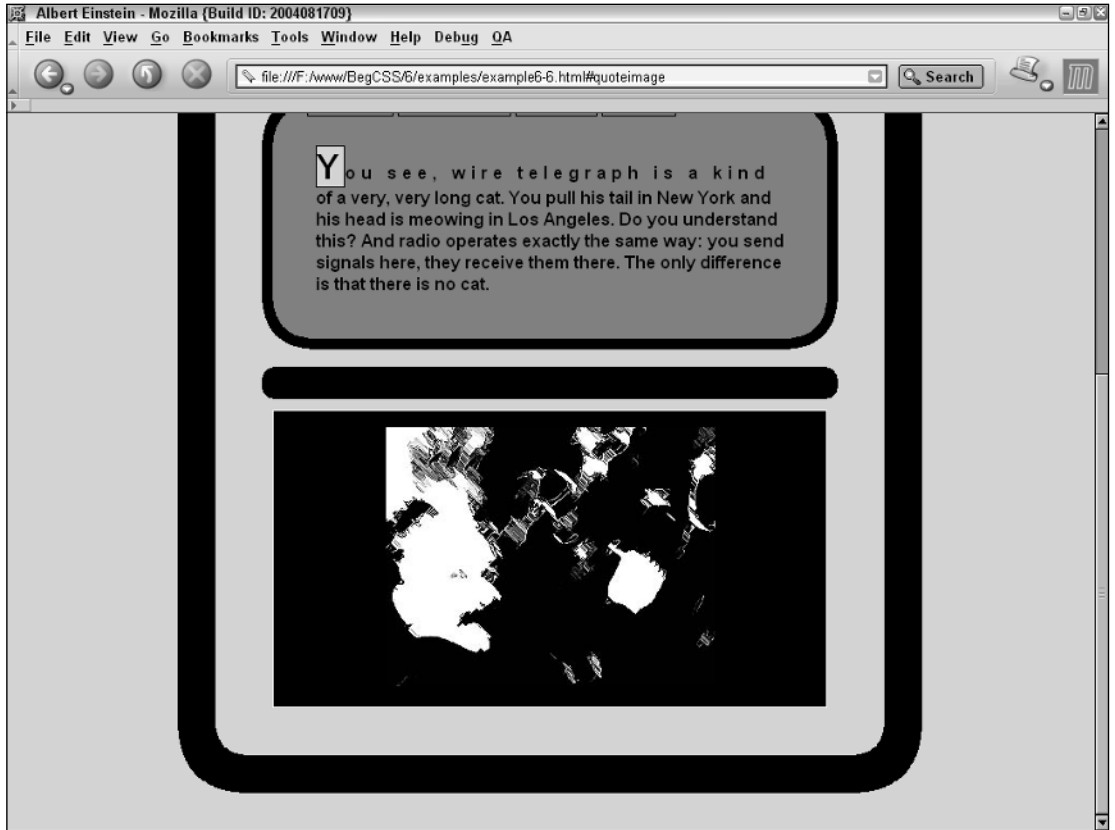 Albert Einstein - Mozilla {Build ID: 2004081709}
File Edit View Go Bookmarks Tools Window Help Debug QA
file:///F:/www/BegCSS/6/examples/example6-6.html#quoteimage Search
You see, wire telegraph is a kind
of a very, very long cat. You pull his tail in New York and
his head is meowing in Los Angeles. Do you understand
this? And radio operates exactly the same way: you send
signals here, they receive them there. The only difference
is that there is no cat.